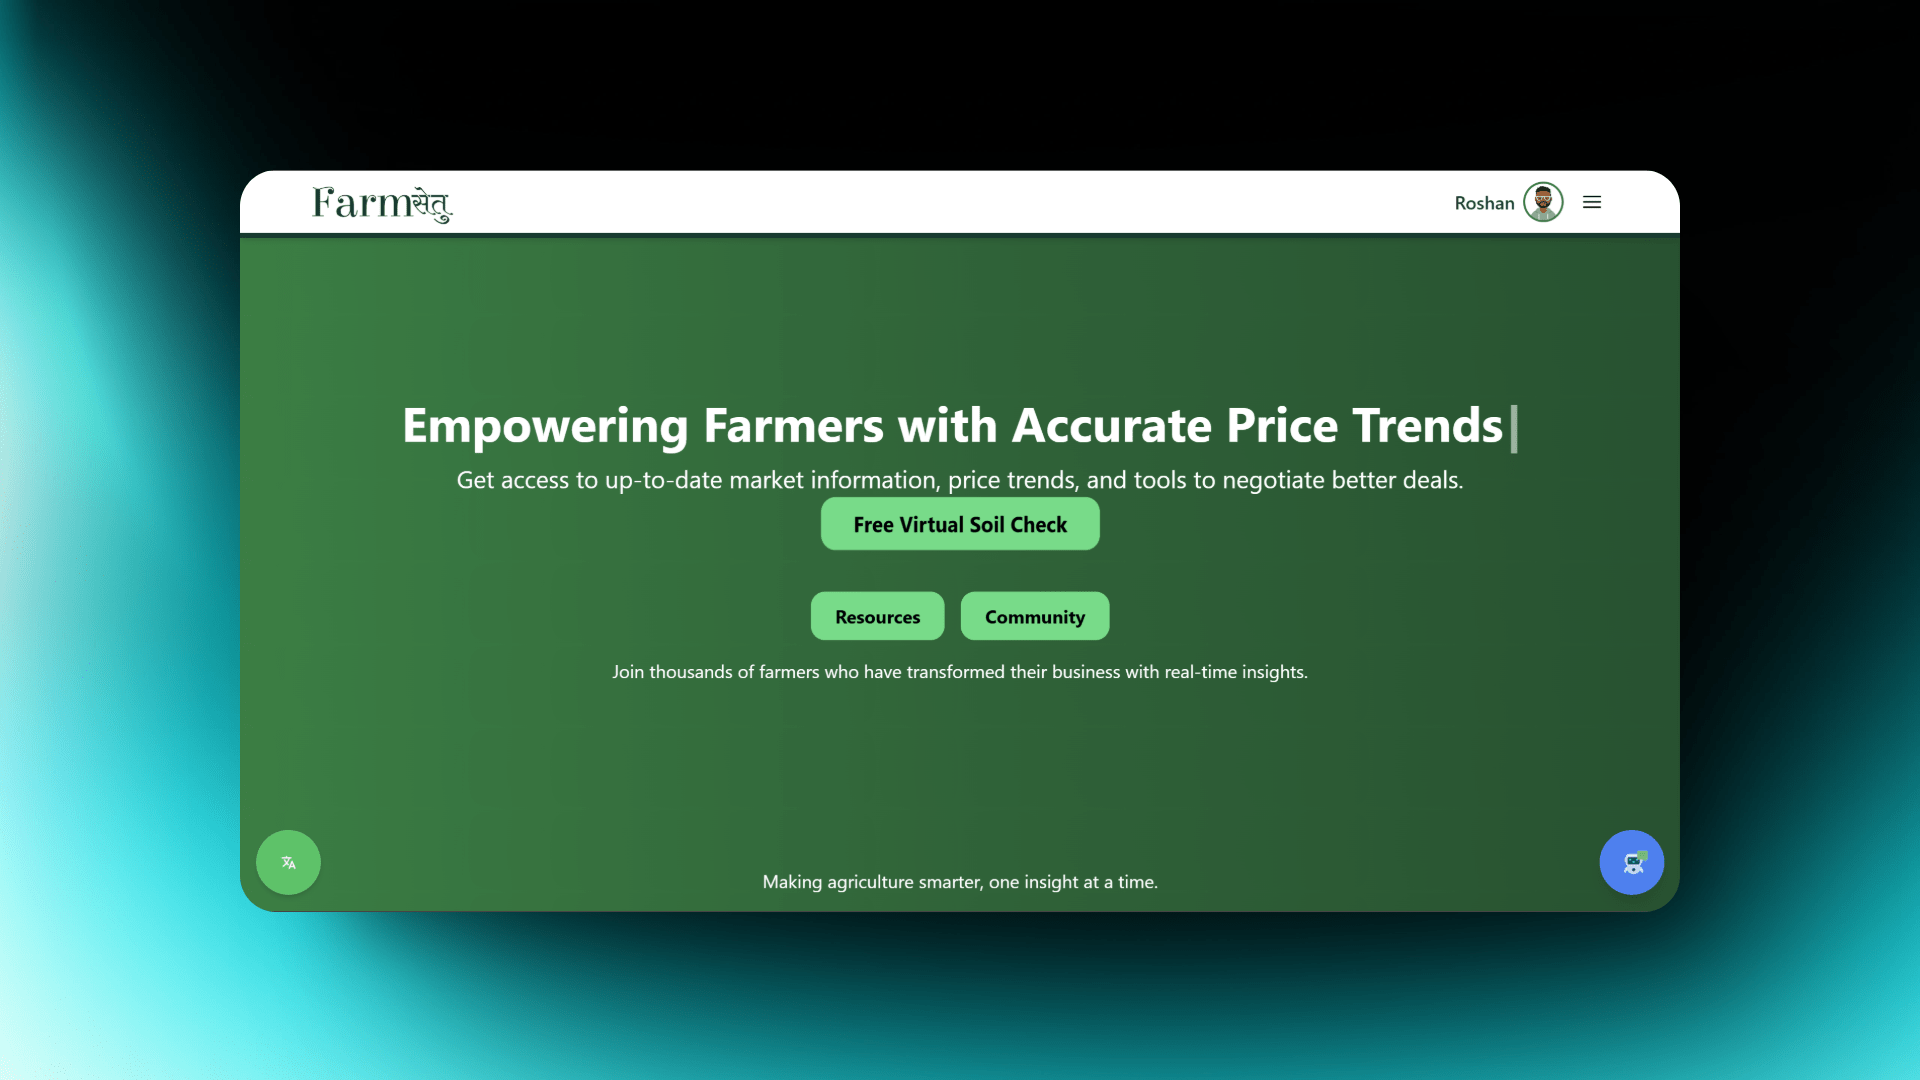 Farmसेतु
Roshan
Empowering Farmers with Accurate Price Trends|
Get access to up-to-date market information, price trends, and tools to negotiate better deals.
Free Virtual Soil Check
Resources
Community
Join thousands of farmers who have transformed their business with real-time insights.
Making agriculture smarter, one insight at a time.